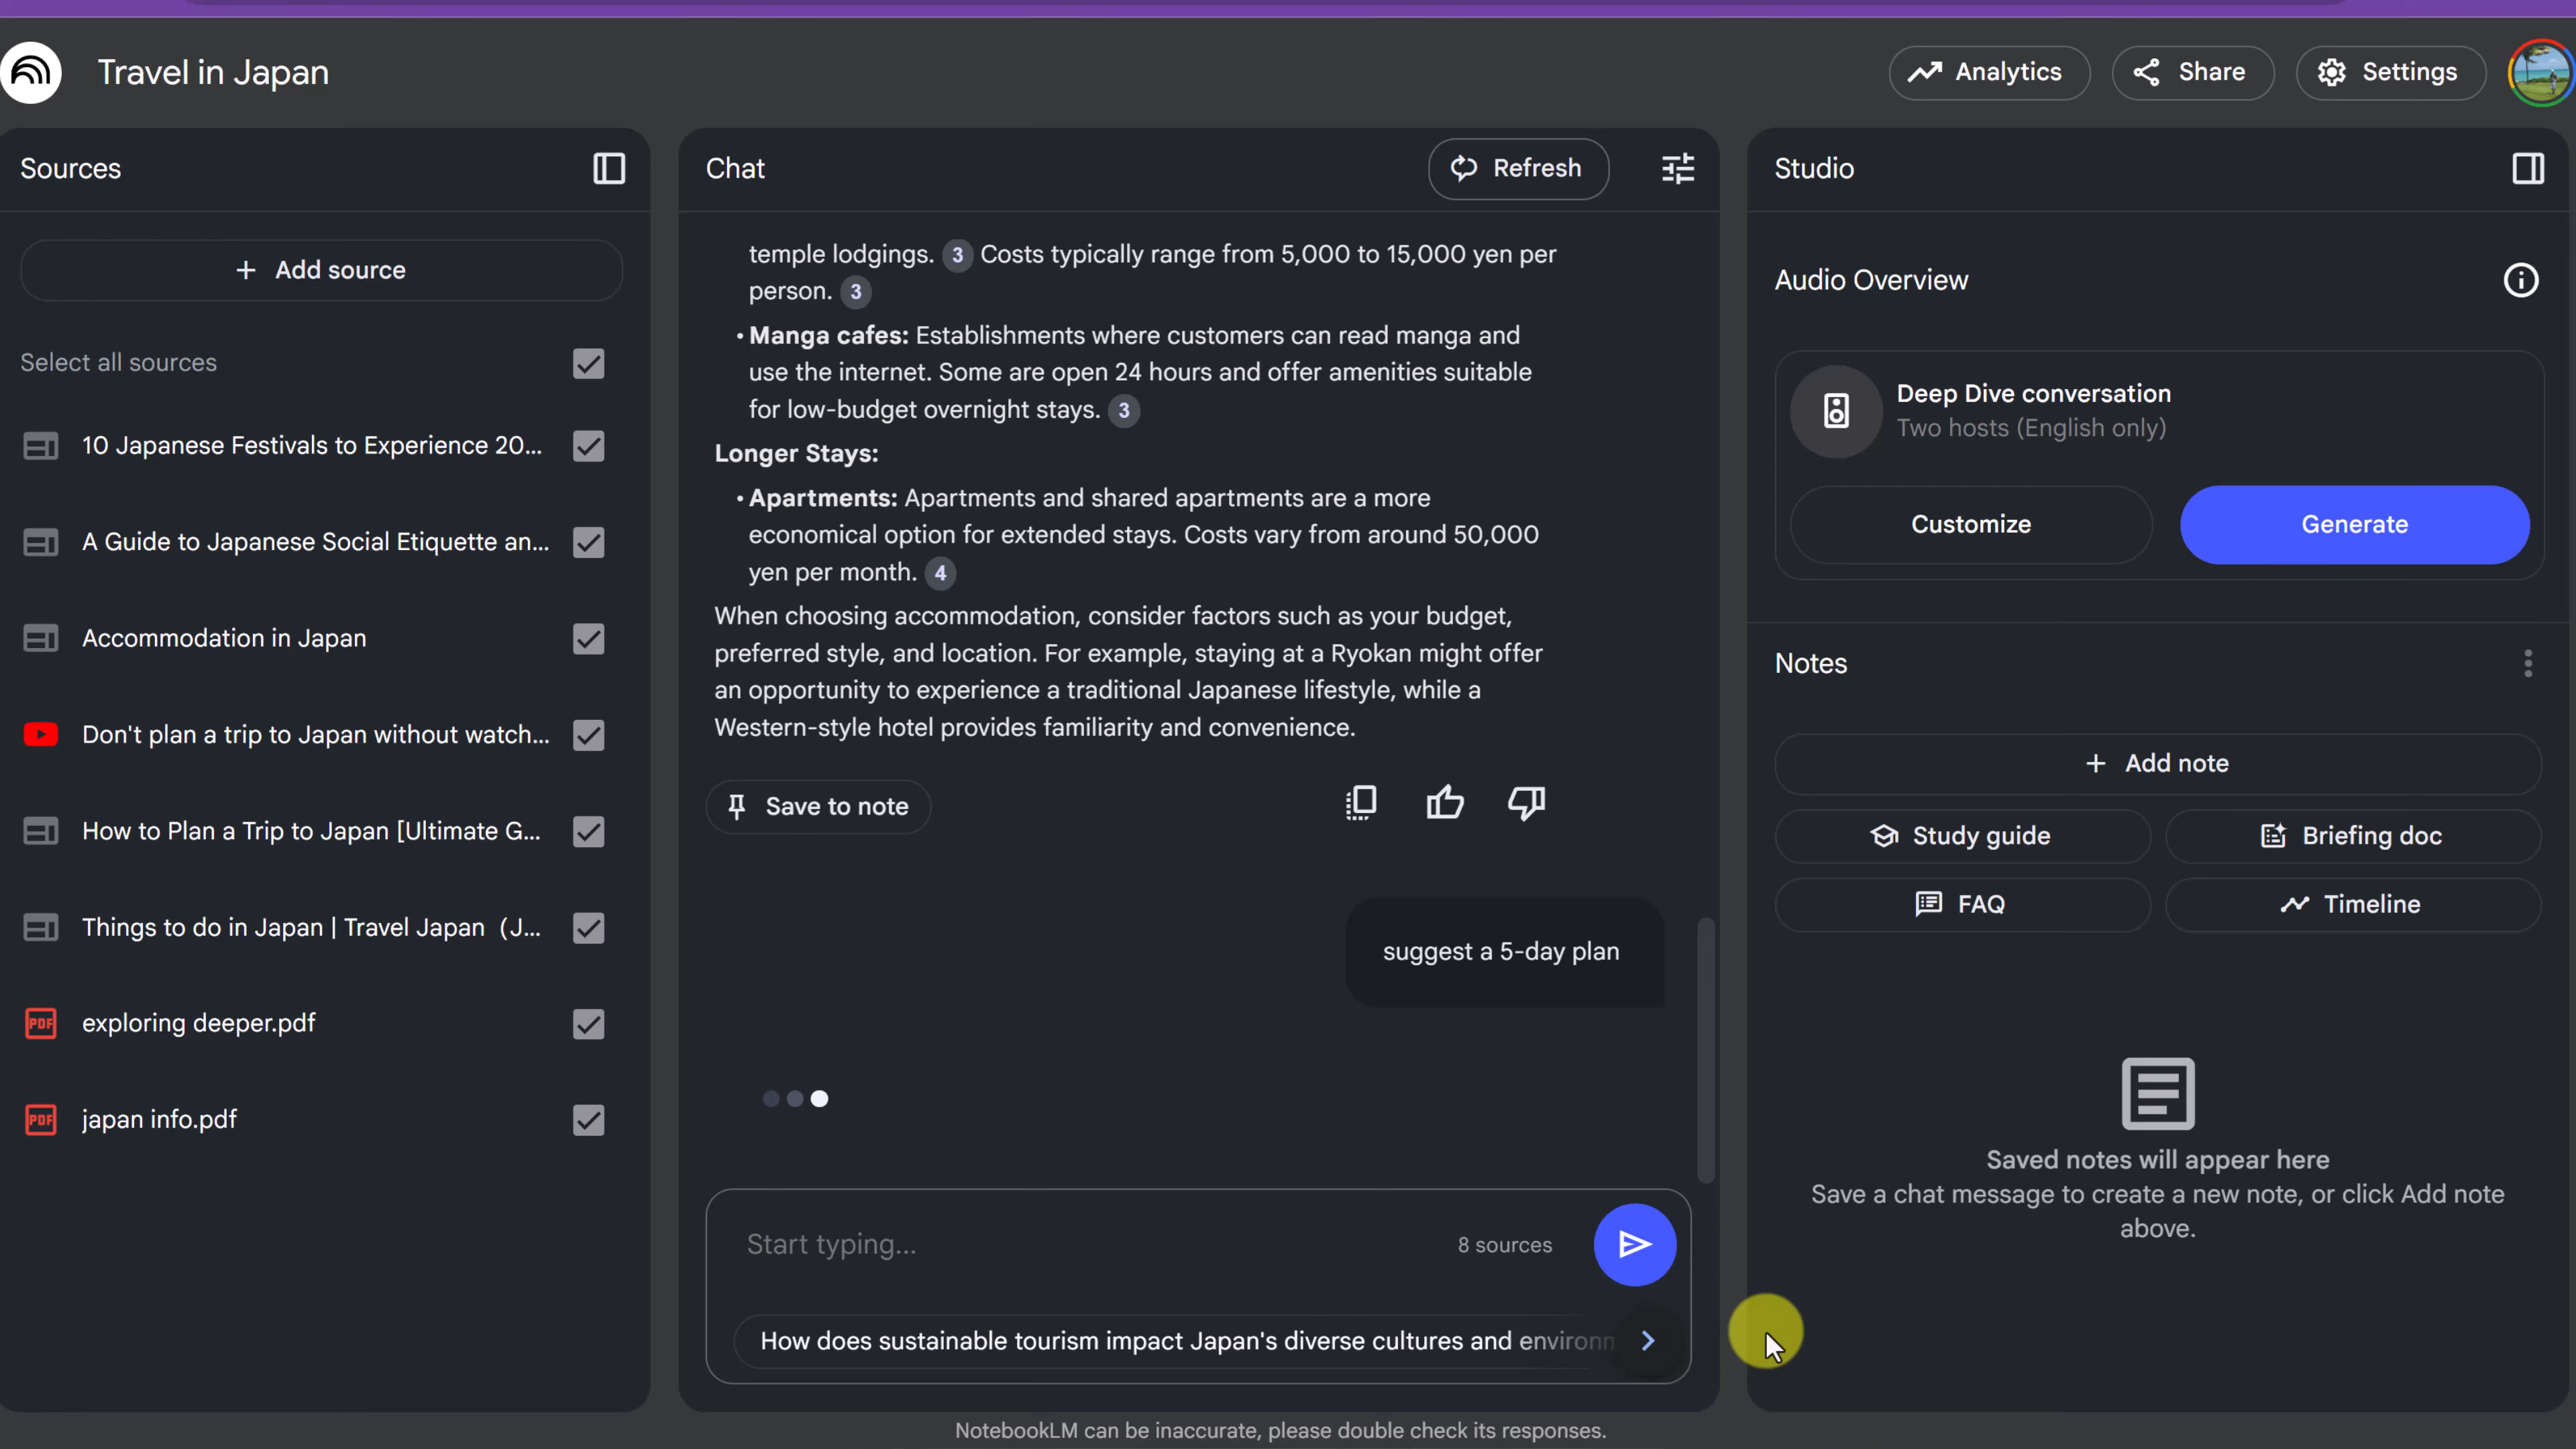 Travel in Japan
Analytics
Share
Settings
Sources
Add source
Select all sources
10 Japanese Festivals to Experience 20...
A Guide to Japanese Social Etiquette an...
Accommodation in Japan
Don't plan a trip to Japan without watch...
How to Plan a Trip to Japan [Ultimate G...
Things to do in Japan | Travel Japan (J...
PDF exploring deeper.pdf
PDF japan info.pdf
Chat
Refresh
temple lodgings. 3 Costs typically range from 5,000 to 15,000 yen per
person. 3
• Manga cafes: Establishments where customers can read manga and
use the internet. Some are open 24 hours and offer amenities suitable
for low-budget overnight stays. 3
Longer Stays:
• Apartments: Apartments and shared apartments are a more
economical option for extended stays. Costs vary from around 50,000
yen per month. 4
When choosing accommodation, consider factors such as your budget,
preferred style, and location. For example, staying at a Ryokan might offer
an opportunity to experience a traditional Japanese lifestyle, while a
Western-style hotel provides familiarity and convenience.
Save to note
suggest a 5-day plan
Start typing...
8 sources
How does sustainable tourism impact Japan's diverse cultures and environ
Studio
Audio Overview
Deep Dive conversation
Two hosts (English only)
Customize
Generate
Notes
Add note
Study guide
Briefing doc
FAQ
Timeline
Saved notes will appear here
Save a chat message to create a new note, or click Add note
above.
NotebookLM can be inaccurate, please double check its responses.